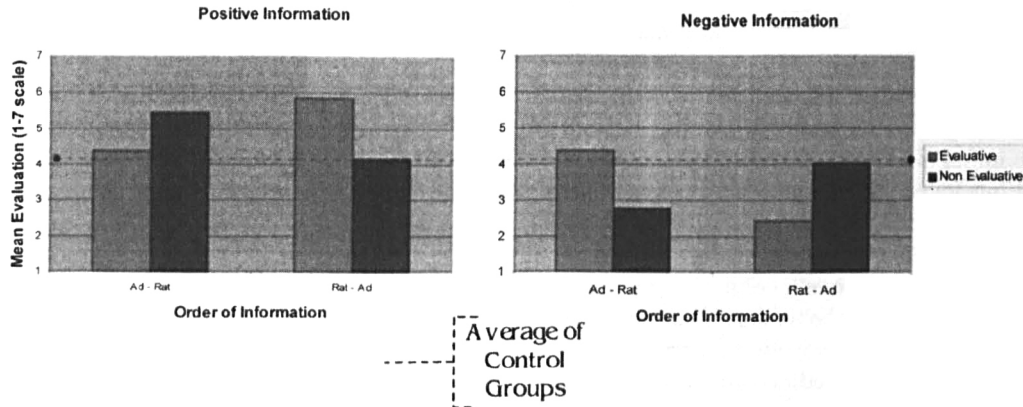 Positive Information
Mean Evaluation (1-7 scale)
7
6
5
4
3
2
1
Ad - Rat
Rat - Ad
Order of Information
Negative Information
7
6
5
4
3
2
1
Ad - Rat
Rat - Ad
Order of Information
Evaluative
Non Evaluative
Average of
Control
Groups